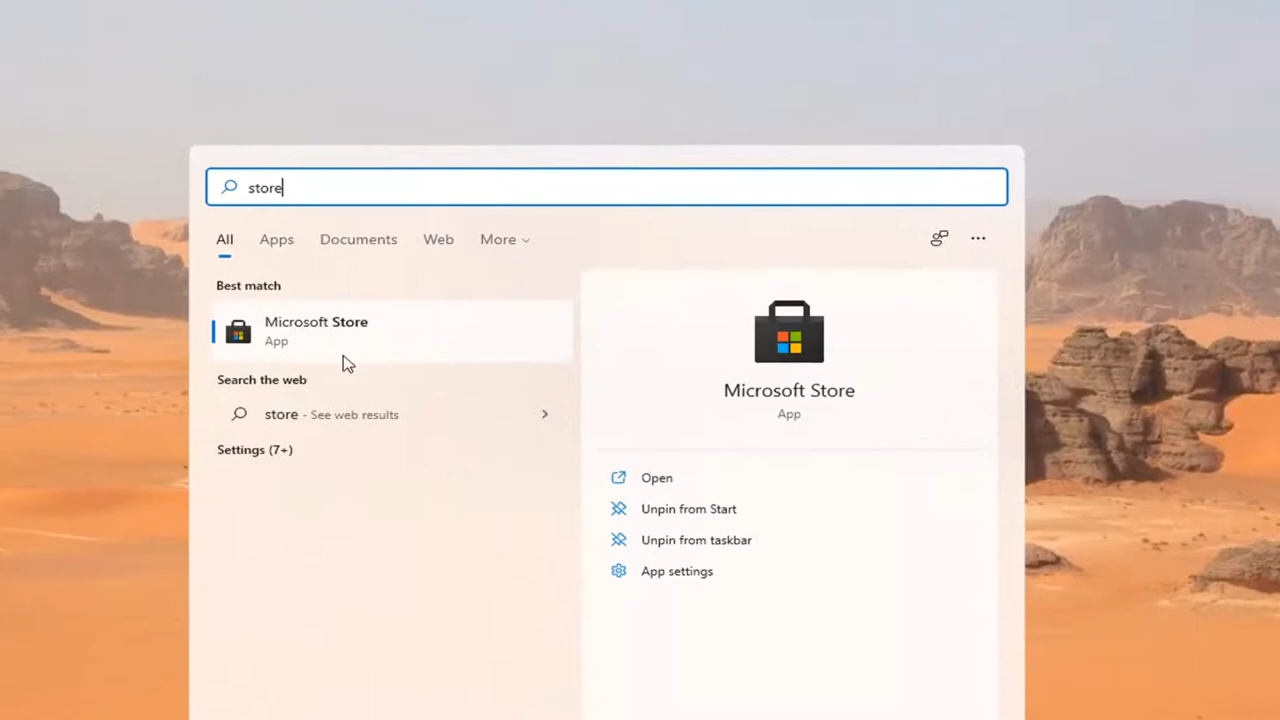 store
All Apps Documents Web More
Best match
Microsoft Store
App
Search the web
store - See web results
Settings (7+)
Microsoft Store
App
Open
Unpin from Start
Unpin from taskbar
App settings